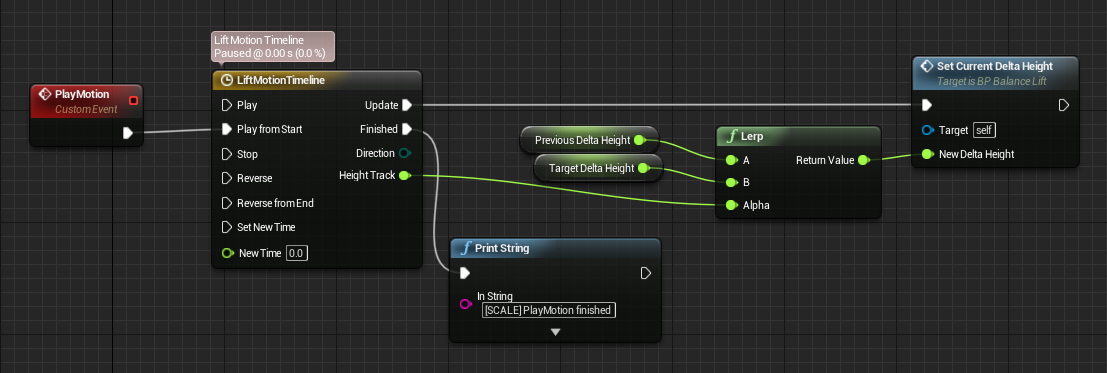 Lift Motion Timeline
Paused @ 0.00 s (0.0 %)
PlayMotion
Custom Event
LiftMotionTimeline
Play
Update
Play from Start
Finished
Stop
Direction
Reverse
Height Track
Reverse from End
Set New Time
New Time 0.0
Previous Delta Height
Target Delta Height
f Lerp
A
Return Value
B
Alpha
Set Current Delta Height
Target is BP Balance Lift
Target self
New Delta Height
f Print String
In String
[SCALE] PlayMotion finished